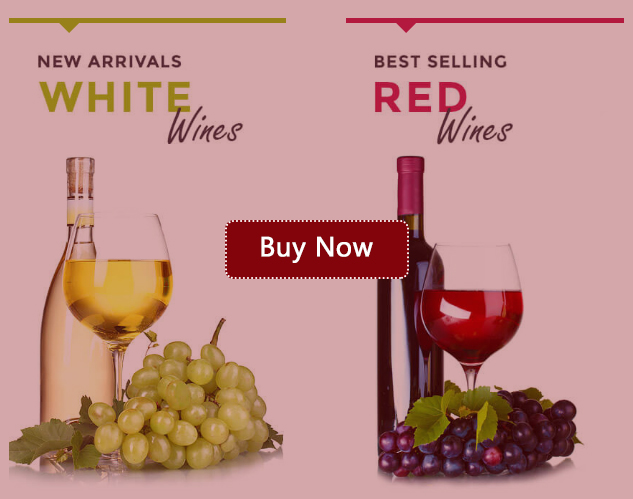 NEW ARRIVALS
WHITE
Wines
BEST SELLING
RED
Wines
Buy Now